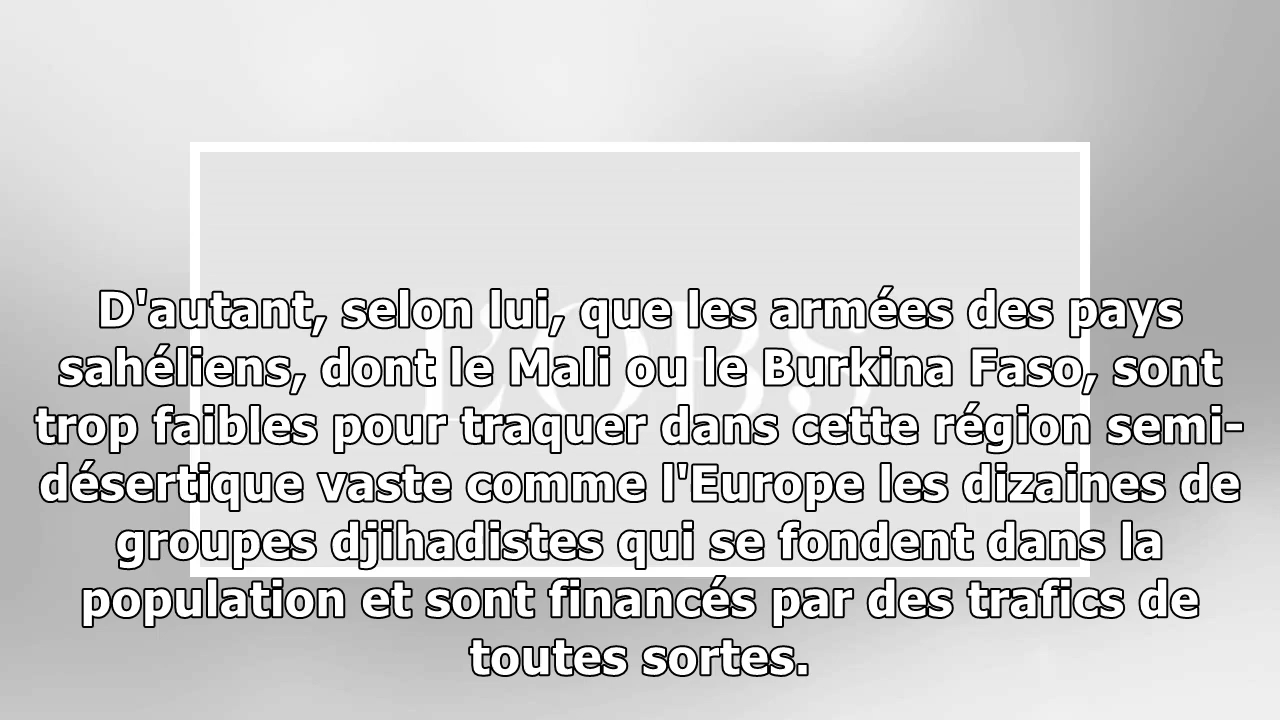 D'autant, selon lui, que les armées des pays
sahéliens, dont le Mali ou le Burkina Faso, sont
trop faibles pour traquer dans cette région semi-
désertique vaste comme l'Europe les dizaines de
groupes djihadistes qui se fondent dans la
population et sont financés par des trafics de
toutes sortes.
L'OBS